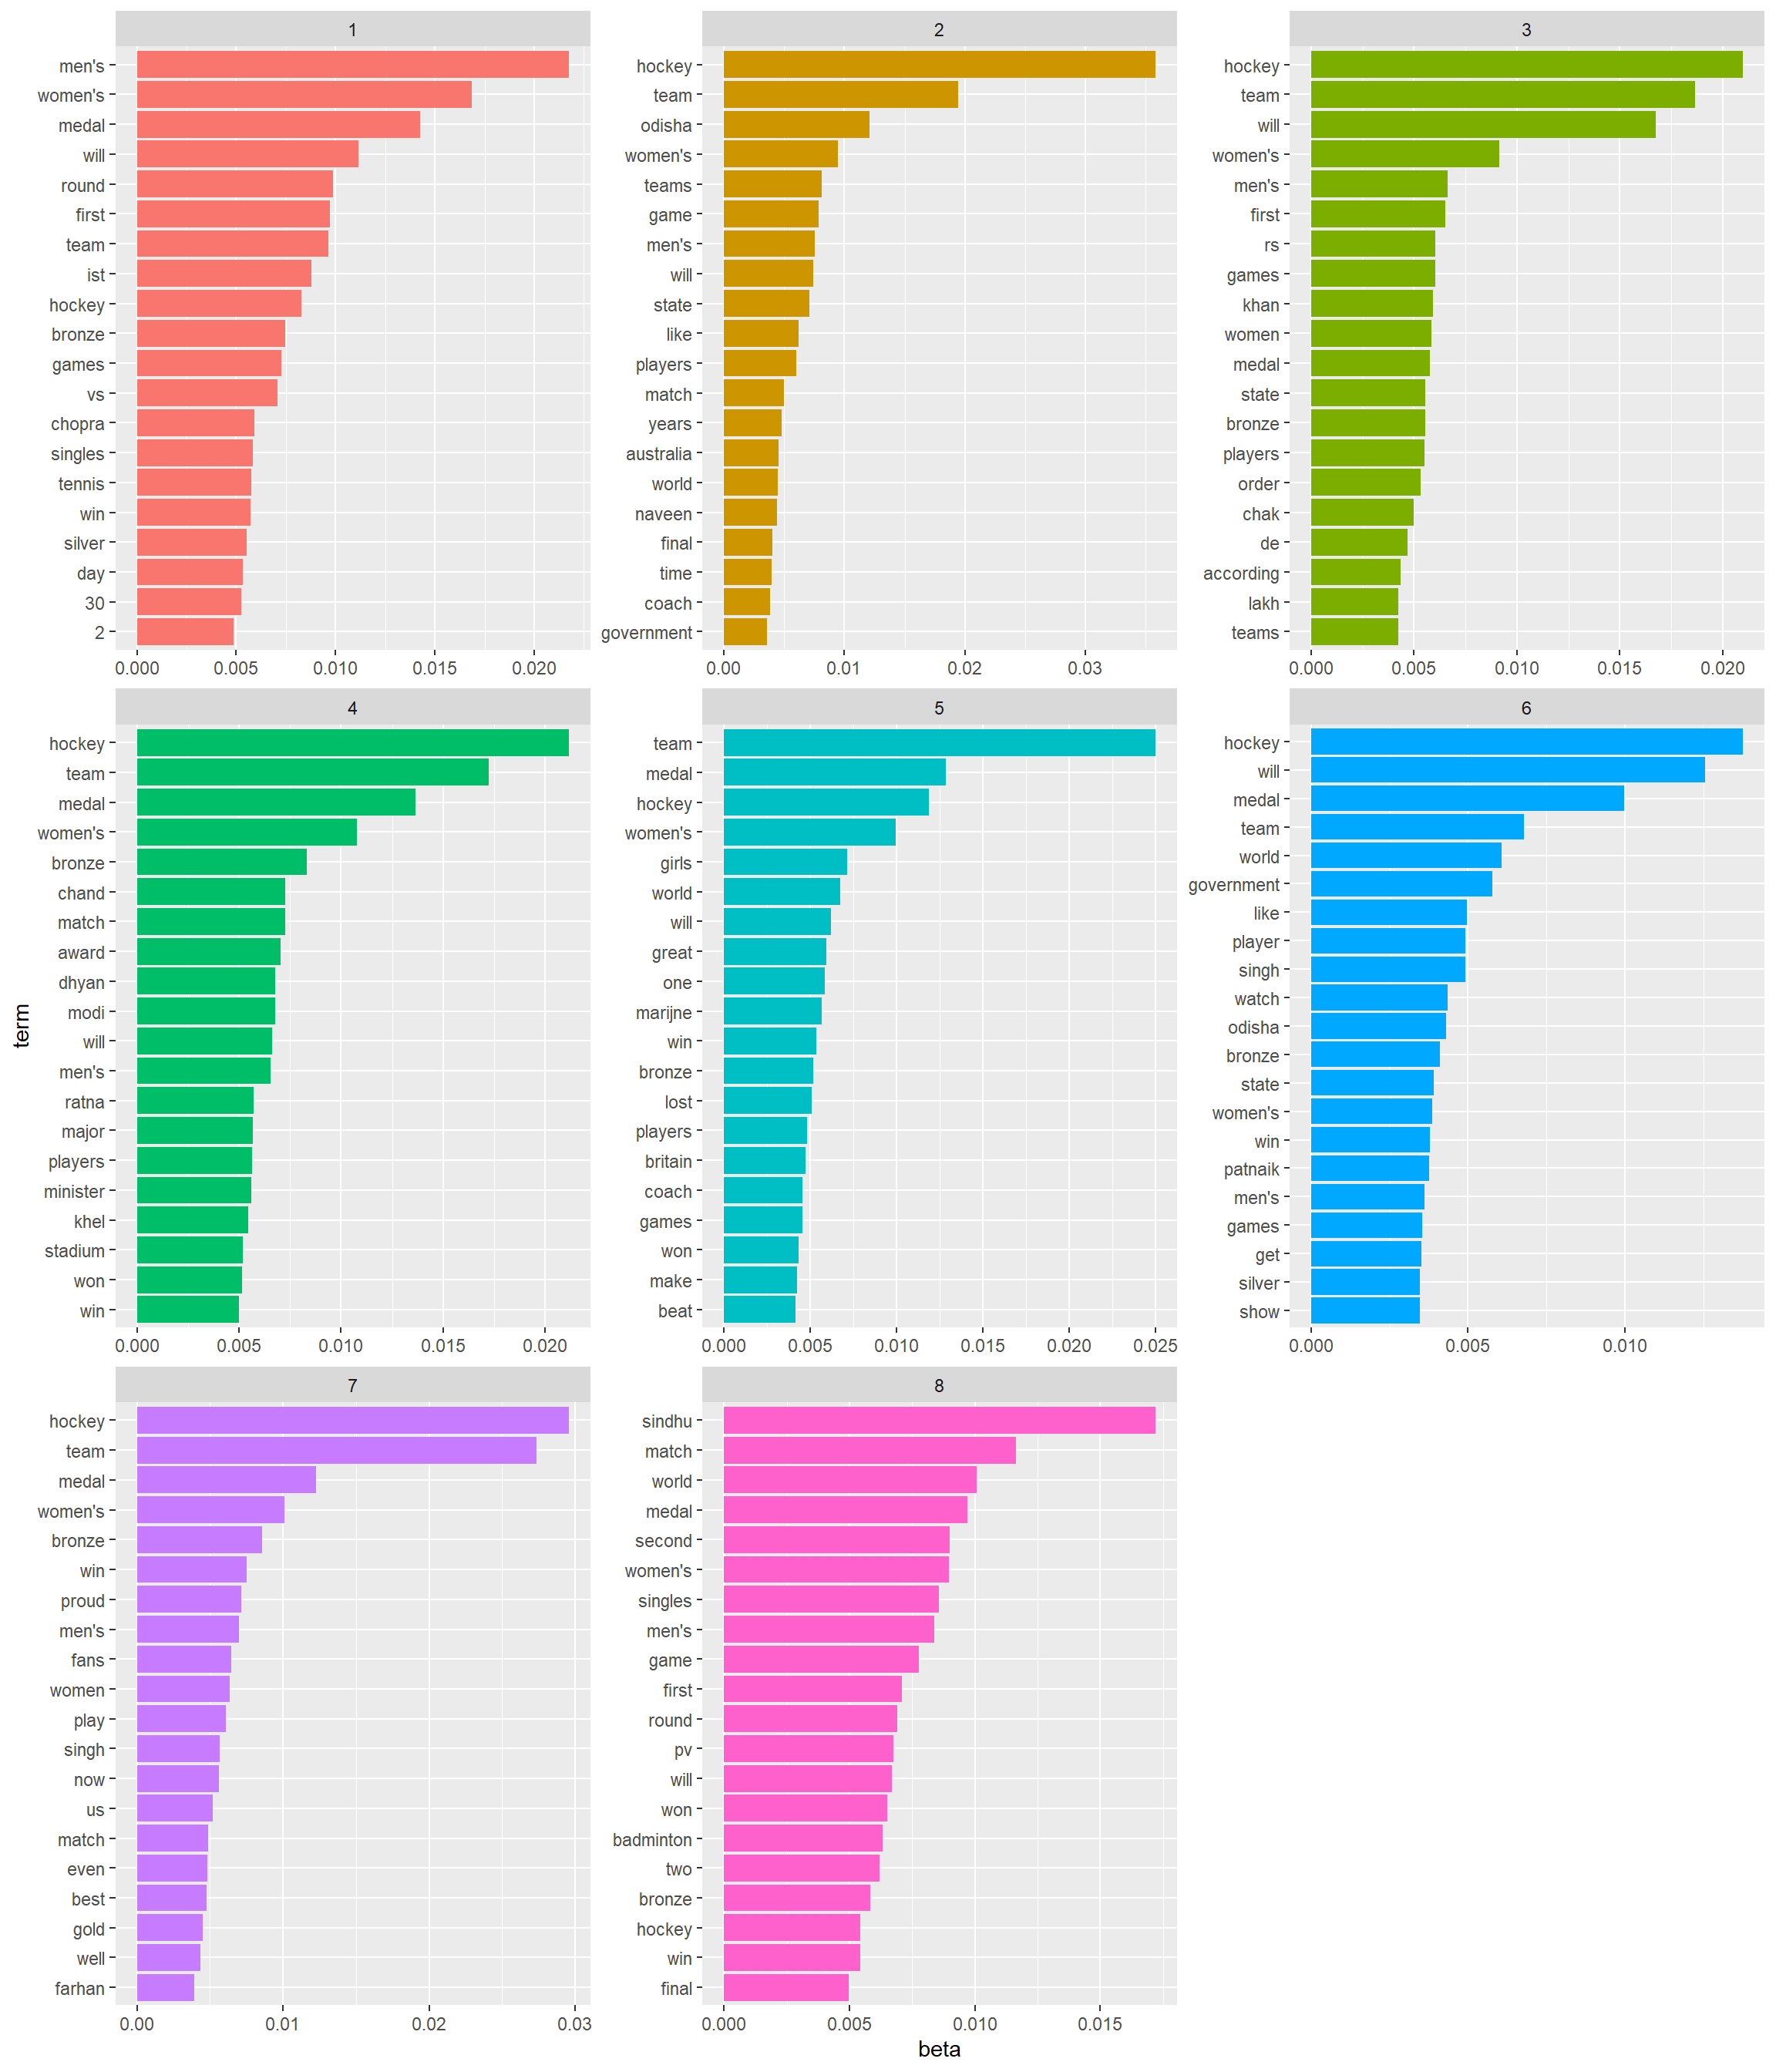 1
men's
women's
medal
will
round
first
team
ist
hockey
bronze
games
vs
chopra
singles
tennis
win
silver
day
30
2
0.000 0.005 0.010 0.015 0.020
2
hockey
team
odisha
women's
teams
game
men's
will
state
like
players
match
years
australia
world
naveen
final
time
coach
government
0.00 0.01 0.02 0.03
3
hockey
team
will
women's
men's
first
rs
games
khan
women
medal
state
bronze
players
order
chak
de
according
lakh
teams
0.000 0.005 0.010 0.015 0.020
term
4
hockey
team
medal
women's
bronze
chand
match
award
dhyan
modi
will
men's
ratna
major
players
minister
khel
stadium
won
win
0.000 0.005 0.010 0.015 0.020
5
team
medal
hockey
women's
girls
world
will
great
one
marijne
win
bronze
lost
players
britain
coach
games
won
make
beat
0.000 0.005 0.010 0.015 0.020 0.025
6
hockey
will
medal
team
world
government
like
player
singh
watch
odisha
bronze
state
women's
win
patnaik
men's
games
get
silver
show
0.000 0.005 0.010
7
hockey
team
medal
women's
bronze
win
proud
men's
fans
women
play
singh
now
us
match
even
best
gold
well
farhan
0.00 0.01 0.02 0.03
8
sindhu
match
world
medal
second
women's
singles
men's
game
first
round
pv
will
won
badminton
two
bronze
hockey
win
final
0.000 0.005 0.010 0.015
beta